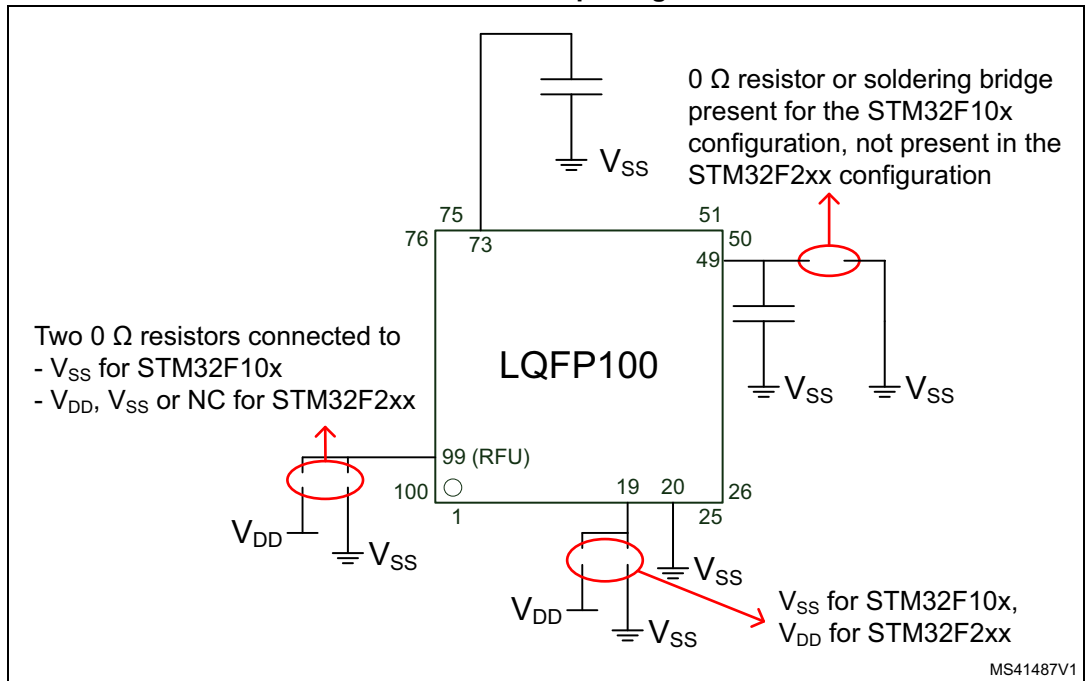 0 Ω resistor or soldering bridge
present for the STM32F10x
configuration, not present in the
STM32F2xx configuration
VSS
75
51
76
73
50
49
Two 0 Ω resistors connected to
- VSS for STM32F10x
- VDD, VSS or NC for STM32F2xx
LQFP100
VSS
VSS
99 (RFU)
100
19
20
26
1
25
VDD
VSS
VSS
VDD
VSS
VSS for STM32F10x,
VDD for STM32F2xx
MS41487V1